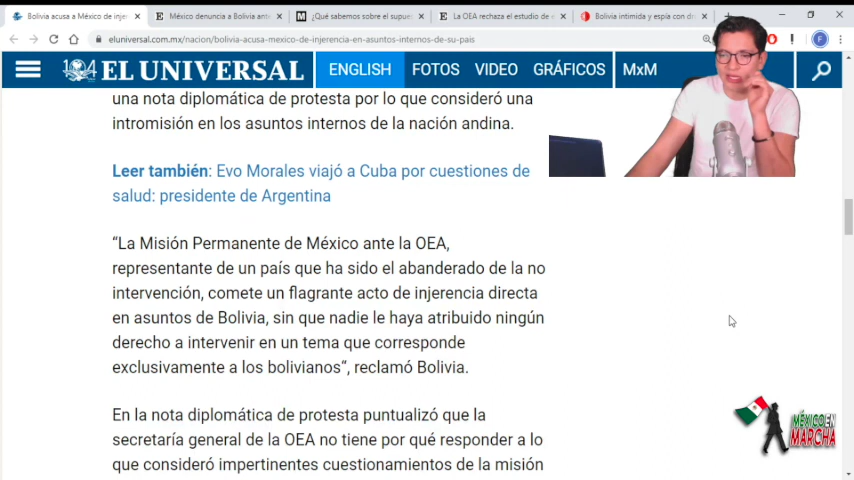 Bolivia acusa a México de injer
México denuncia a Bolivia ante
¿Qué sabemos sobre el supues
La OEA rechaza el estudio de e
Bolivia intimida y espía con dr
eluniversal.com.mx/nacion/bolivia-acusa-mexico-de-injerencia-en-asuntos-internos-de-su-pais
104 EL UNIVERSAL ENGLISH FOTOS VIDEO GRÁFICOS MxM
una nota diplomática de protesta por lo que consideró una
intromisión en los asuntos internos de la nación andina.
Leer también: Evo Morales viajó a Cuba por cuestiones de
salud: presidente de Argentina
“La Misión Permanente de México ante la OEA,
representante de un país que ha sido el abanderado de la no
intervención, comete un flagrante acto de injerencia directa
en asuntos de Bolivia, sin que nadie le haya atribuido ningún
derecho a intervenir en un tema que corresponde
exclusivamente a los bolivianos“, reclamó Bolivia.
En la nota diplomática de protesta puntualizó que la
secretaría general de la OEA no tiene por qué responder a lo
que consideró impertinentes cuestionamientos de la misión
MÉXICO EN
MARCHA